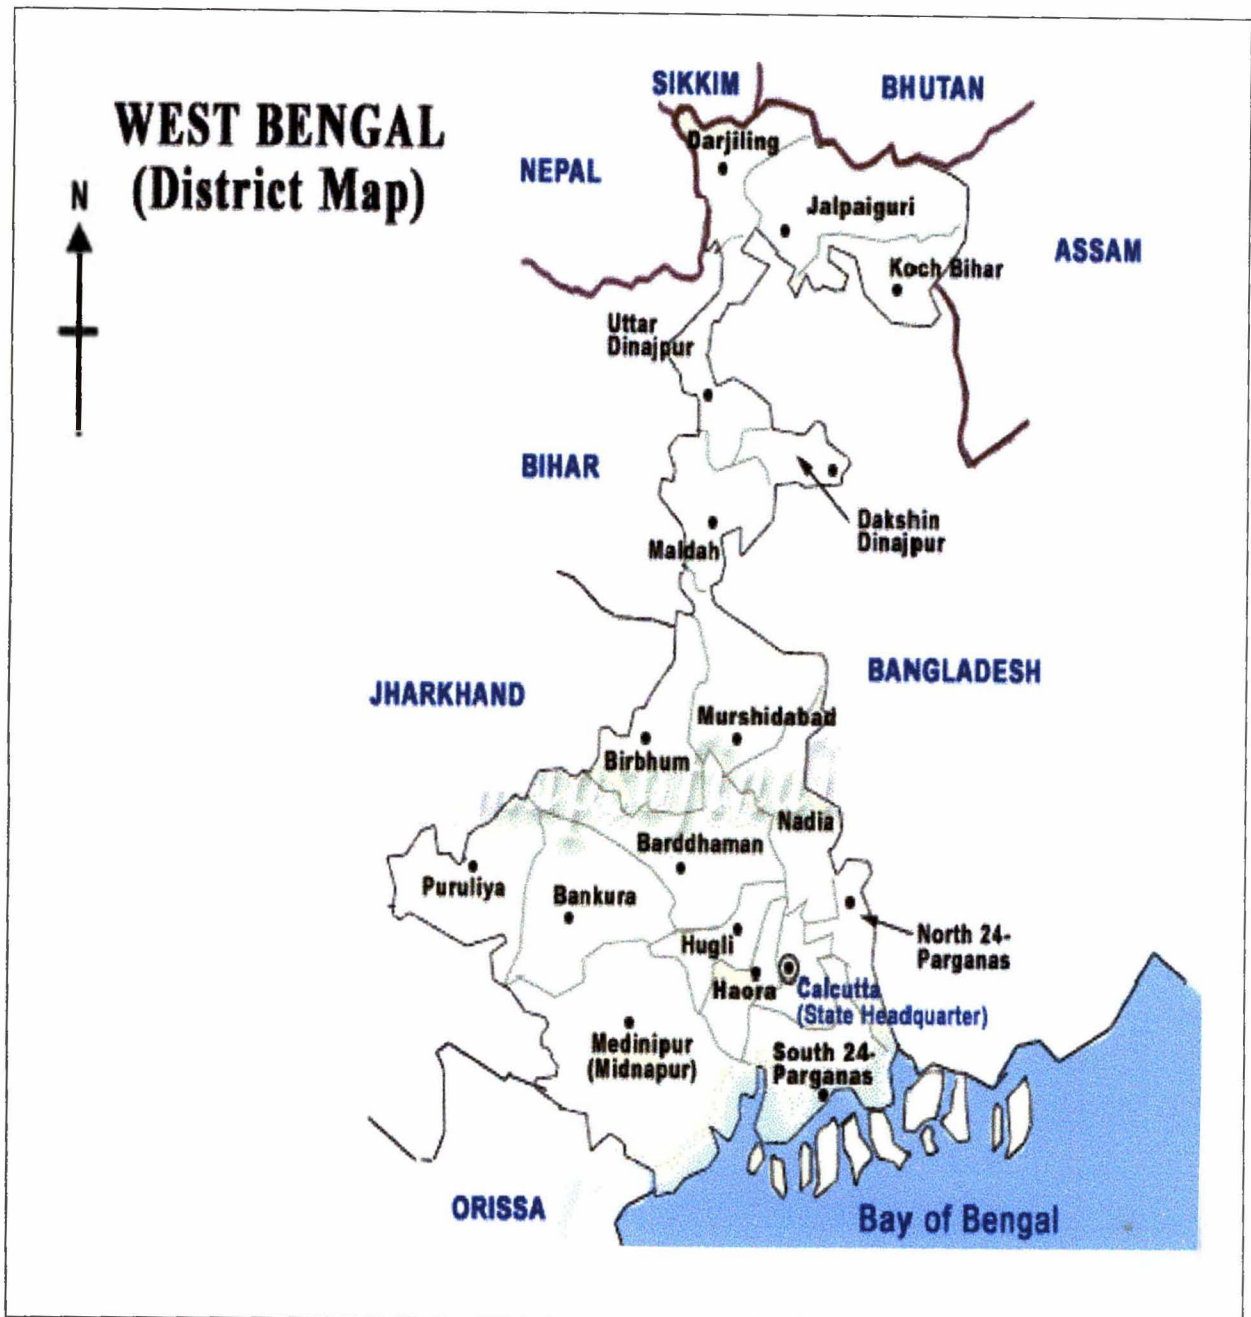 WEST BENGAL
(District Map)
N
SIKKIM
BHUTAN
NEPAL
Darjiling
Jalpaiguri
ASSAM
Koch Bihar
Uttar
Dinajpur
BIHAR
Dakshin
Dinajpur
Maldah
BANGLADESH
JHARKHAND
Murshidabad
Birbhum
Nadia
Barddhaman
Puruliya
Bankura
North 24-
Parganas
Hugli
Haora
Calcutta
(State Headquarter)
Medinipur
(Midnapur)
South 24-
Parganas
ORISSA
Bay of Bengal